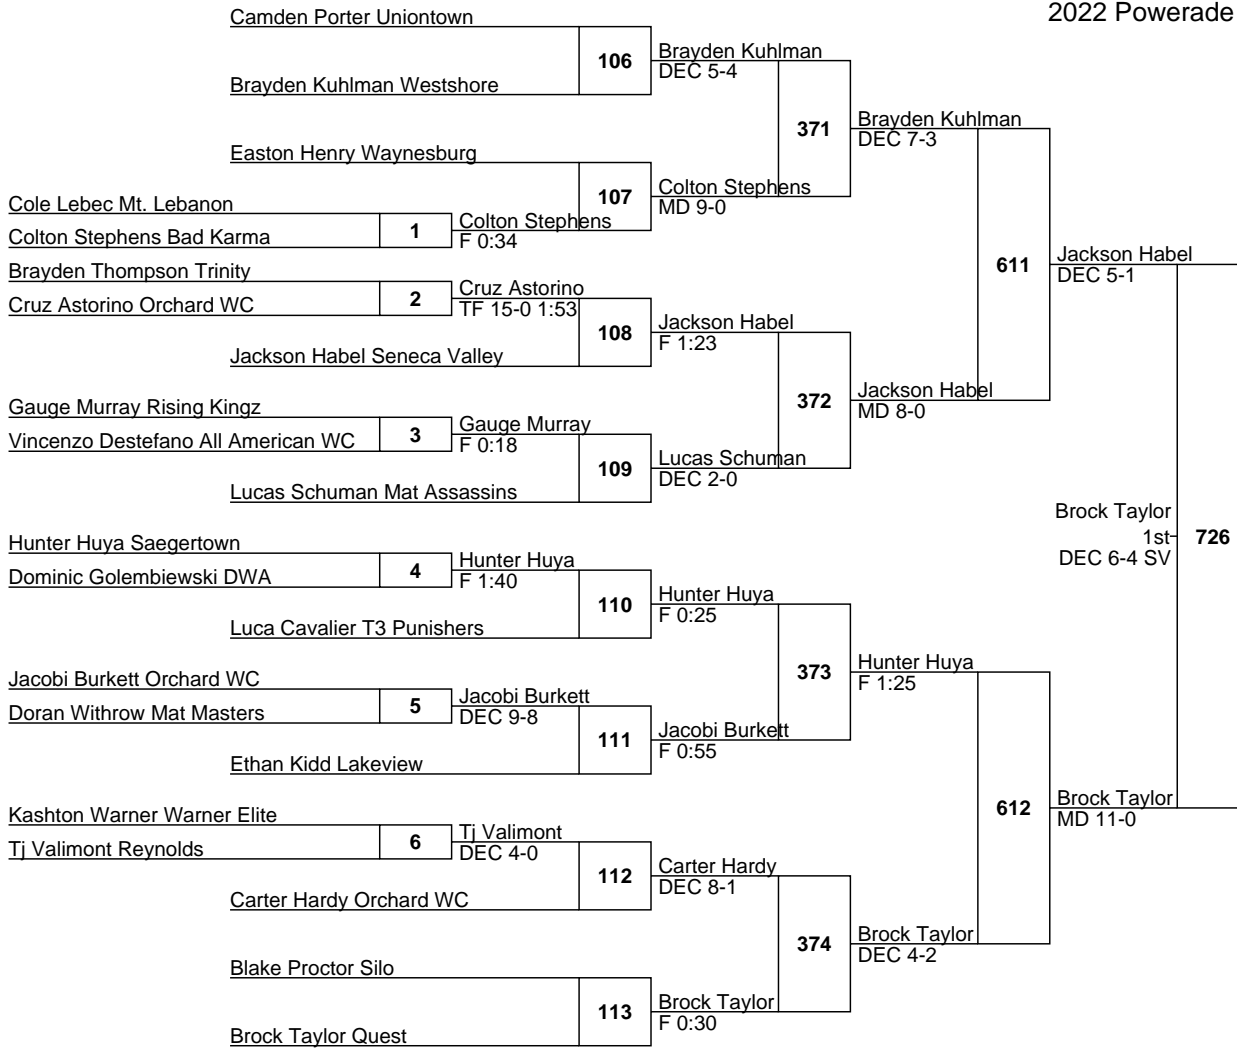 2022 Powerade
Camden Porter Uniontown
106
Brayden Kuhlman
DEC 5-4
Brayden Kuhlman Westshore
371
Brayden Kuhlman
DEC 7-3
Easton Henry Waynesburg
107
Colton Stephens
MD 9-0
Cole Lebec Mt. Lebanon
1
Colton Stephens
F 0:34
Colton Stephens Bad Karma
611
Jackson Habel
DEC 5-1
Brayden Thompson Trinity
2
Cruz Astorino
TF 15-0 1:53
Cruz Astorino Orchard WC
108
Jackson Habel
F 1:23
Jackson Habel Seneca Valley
372
Jackson Habel
MD 8-0
Gauge Murray Rising Kingz
3
Gauge Murray
F 0:18
Vincenzo Destefano All American WC
109
Lucas Schuman
DEC 2-0
Lucas Schuman Mat Assassins
Brock Taylor
1st
726
DEC 6-4 SV
Hunter Huya Saegertown
4
Hunter Huya
F 1:40
Dominic Golembiewski DWA
110
Hunter Huya
F 0:25
Luca Cavalier T3 Punishers
373
Hunter Huya
F 1:25
Jacobi Burkett Orchard WC
5
Jacobi Burkett
DEC 9-8
Doran Withrow Mat Masters
111
Jacobi Burkett
F 0:55
Ethan Kidd Lakeview
612
Brock Taylor
MD 11-0
Kashton Warner Warner Elite
6
Tj Valimont
DEC 4-0
Tj Valimont Reynolds
112
Carter Hardy
DEC 8-1
Carter Hardy Orchard WC
374
Brock Taylor
DEC 4-2
Blake Proctor Silo
113
Brock Taylor
F 0:30
Brock Taylor Quest